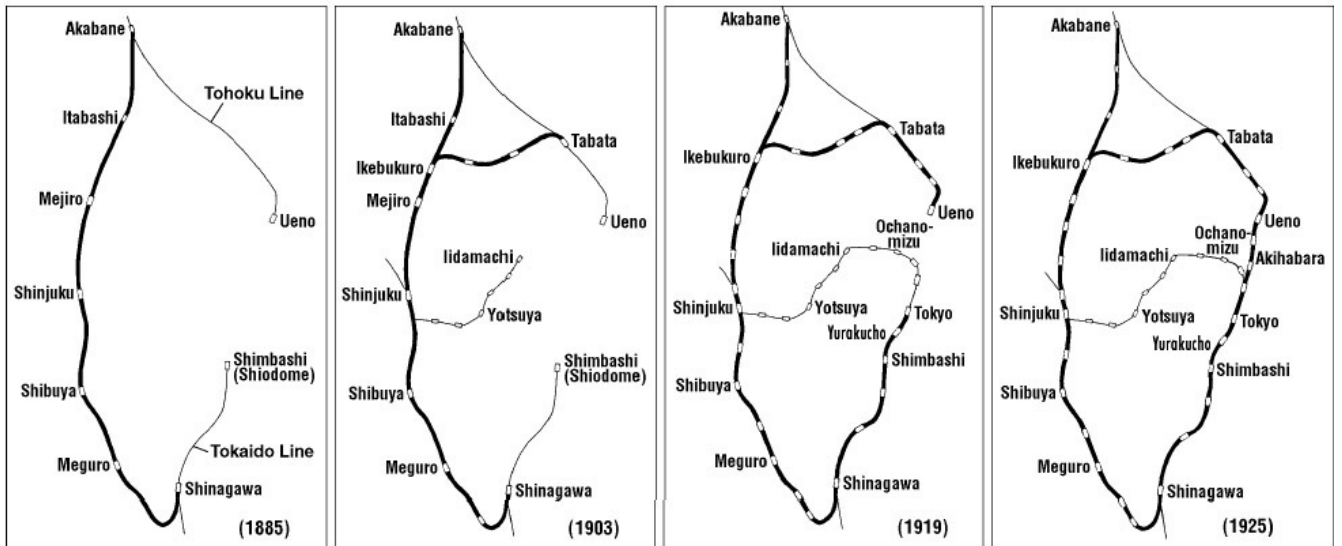 Akabane
Tohoku Line
Itabashi
Mejiro
Ueno
Shinjuku
Shimbashi
(Shiodome)
Shibuya
Tokaido Line
Meguro
Shinagawa
(1885)
Akabane
Itabashi
Tabata
Ikebukuro
Mejiro
Ueno
Iidamachi
Shinjuku
Yotsuya
Shimbashi
(Shiodome)
Shibuya
Meguro
Shinagawa
(1903)
Akabane
Tabata
Ikebukuro
Ueno
Ochano-
mizu
Iidamachi
Shinjuku
Yotsuya
Tokyo
Yurakucho
Shimbashi
Shibuya
Meguro
Shinagawa
(1919)
Akabane
Tabata
Ikebukuro
Ueno
Ochano-
mizu
Iidamachi
Akihabara
Shinjuku
Yotsuya
Tokyo
Yurakucho
Shimbashi
Shibuya
Meguro
Shinagawa
(1925)